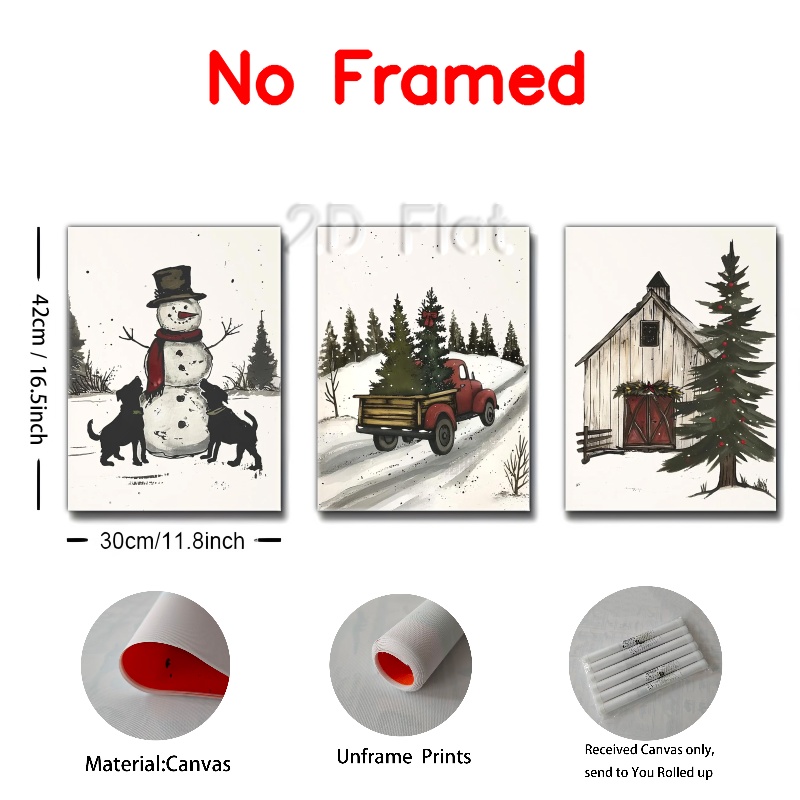 No Framed
2D Flat.
42cm / 16.5inch
30cm/11.8inch
Material:Canvas
Unframe Prints
Received Canvas only,
send to You Rolled up